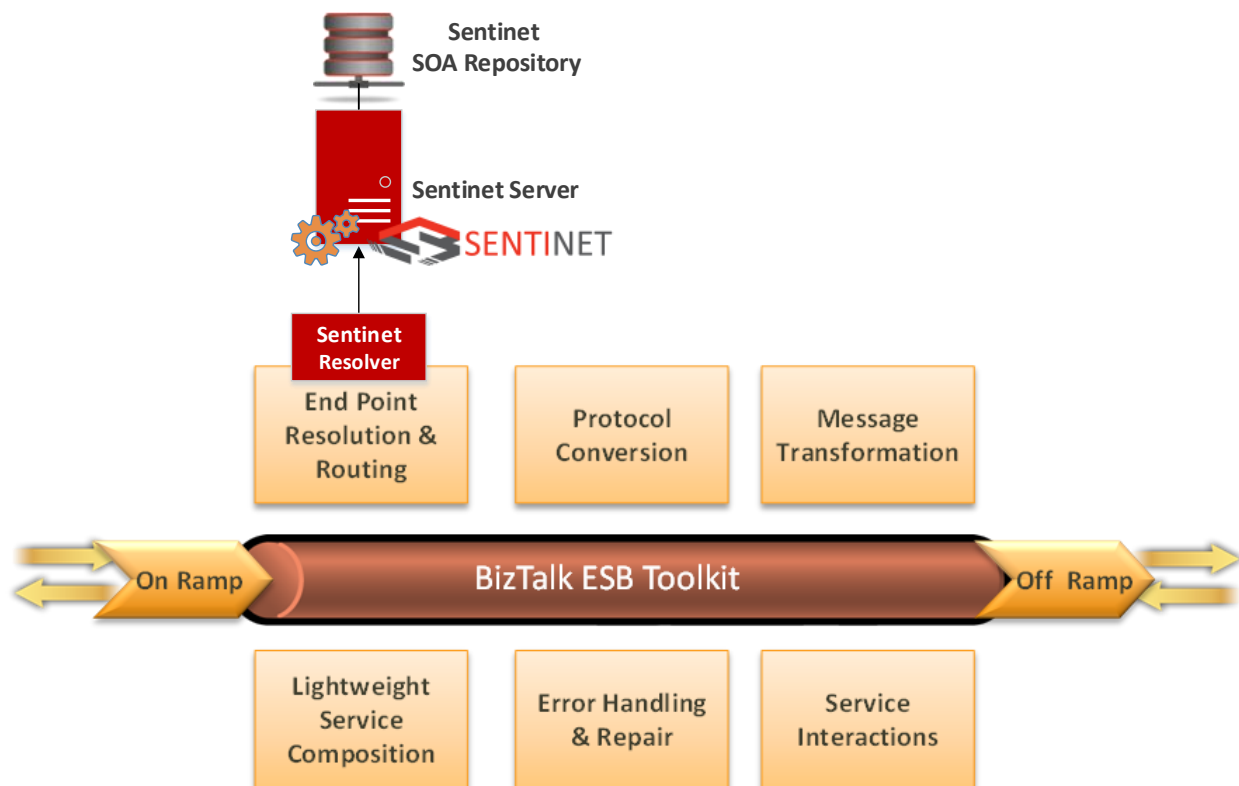 Sentinet
SOA Repository
Sentinet Server
SENTINET
Sentinet
Resolver
End Point
Resolution &
Routing
Protocol
Conversion
Message
Transformation
On Ramp
BizTalk ESB Toolkit
Off Ramp
Lightweight
Service
Composition
Error Handling
& Repair
Service
Interactions